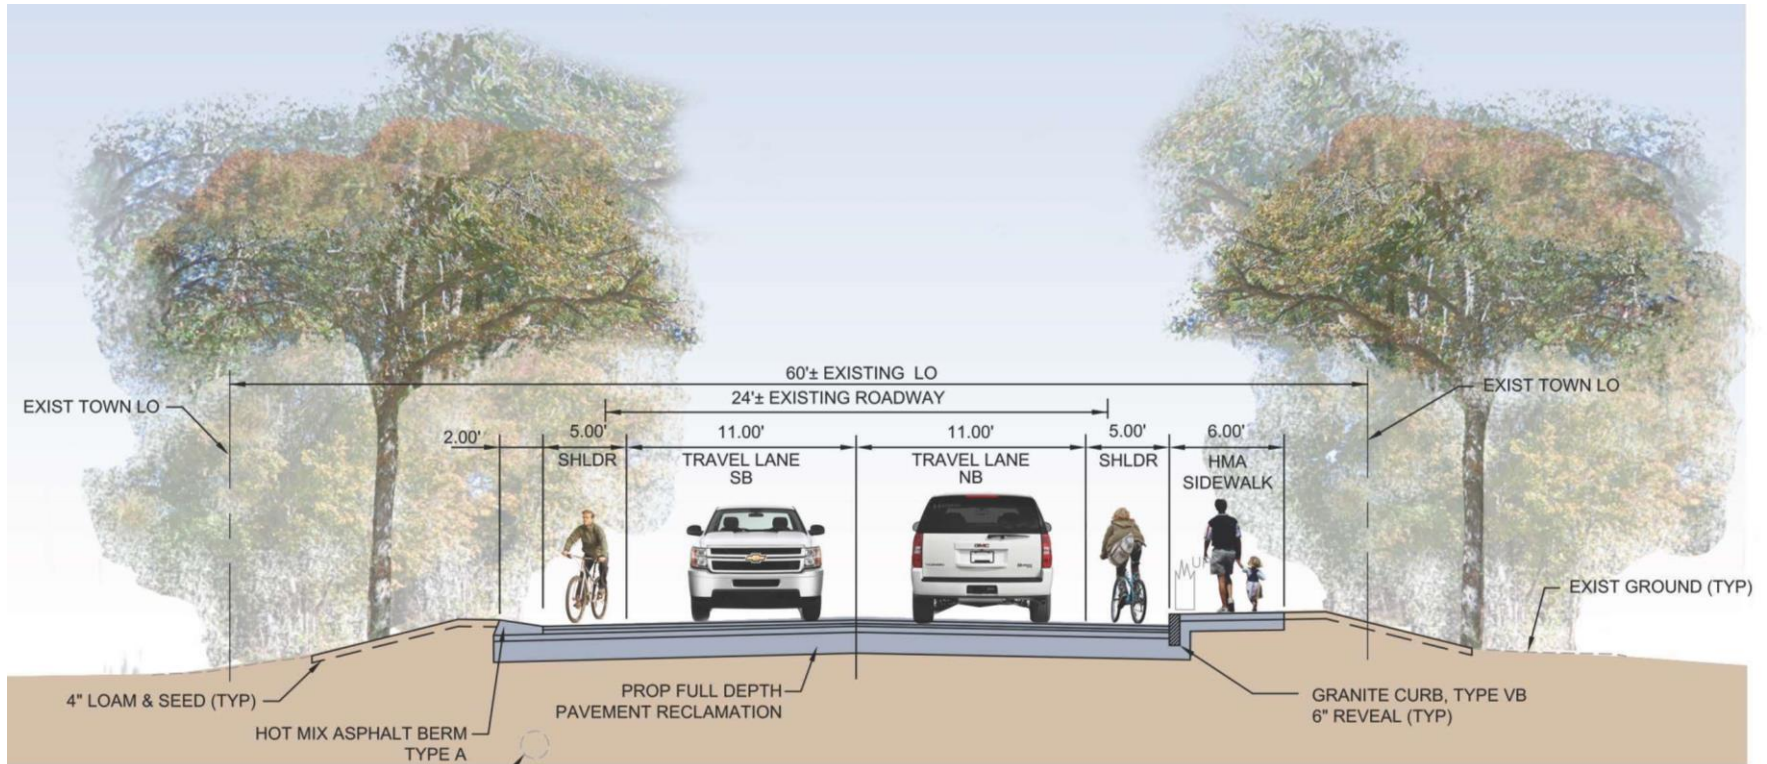 60'± EXISTING LO
24'± EXISTING ROADWAY
EXIST TOWN LO
EXIST TOWN LO
2.00'
5.00'
SHLDR
11.00'
TRAVEL LANE
SB
11.00'
TRAVEL LANE
NB
5.00'
SHLDR
6.00'
HMA
SIDEWALK
GMC
EXIST GROUND (TYP)
4" LOAM & SEED (TYP)
HOT MIX ASPHALT BERM
TYPE A
PROP FULL DEPTH
PAVEMENT RECLAMATION
GRANITE CURB, TYPE VB
6" REVEAL (TYP)